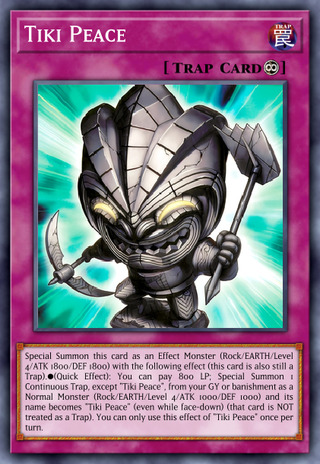 Tiki Peace
TRAP
罠
[Trap Card∞]
Special Summon this card as an Effect Monster (Rock/EARTH/Level
4/ATK 1800/DEF 1800) with the following effect (this card is also still a
Trap).●(Quick Effect): You can pay 800 LP; Special Summon 1
Continuous Trap, except "Tiki Peace", from your GY or banishment as a
Normal Monster (Rock/EARTH/Level 4/ATK 1000/DEF 1000) and its
name becomes "Tiki Peace" (even while face-down) (that card is NOT
treated as a Trap). You can only use this effect of "Tiki Peace" once per
turn.